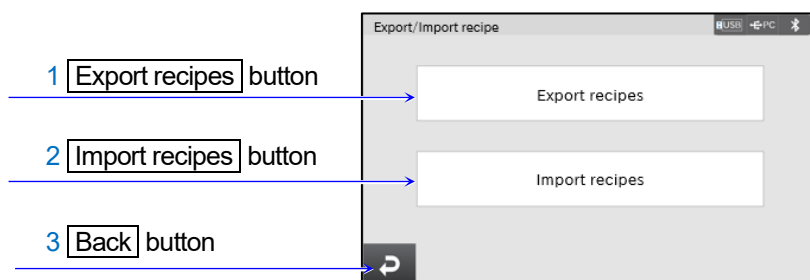 Export/Import recipe
USB PC
1 Export recipes button
Export recipes
2 Import recipes button
Import recipes
3 Back button